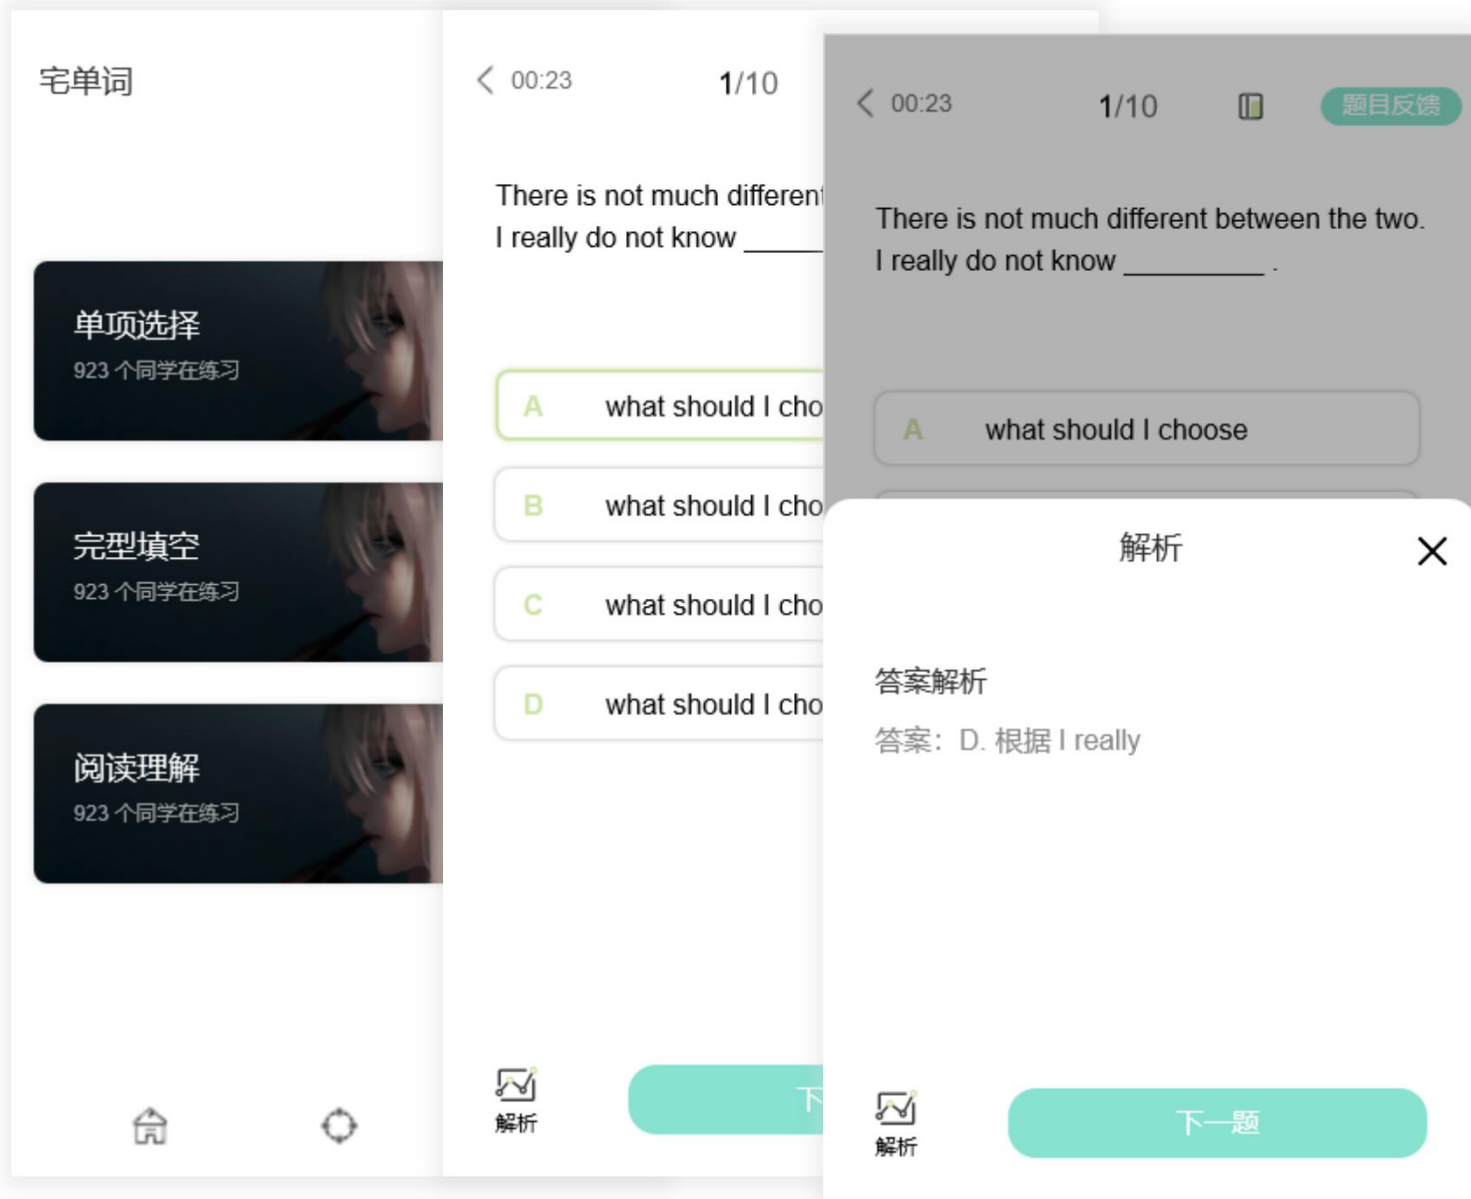 宅单词
单项选择
923 个同学在练习
完型填空
923 个同学在练习
阅读理解
923 个同学在练习
00:23
1/10
There is not much different
I really do not know ______
A what should I cho
B what should I cho
C what should I cho
D what should I cho
解析
下
00:23
1/10
题目反馈
There is not much different between the two.
I really do not know _________ .
A what should I choose
解析
答案解析
答案：D. 根据 I really
解析
下一题